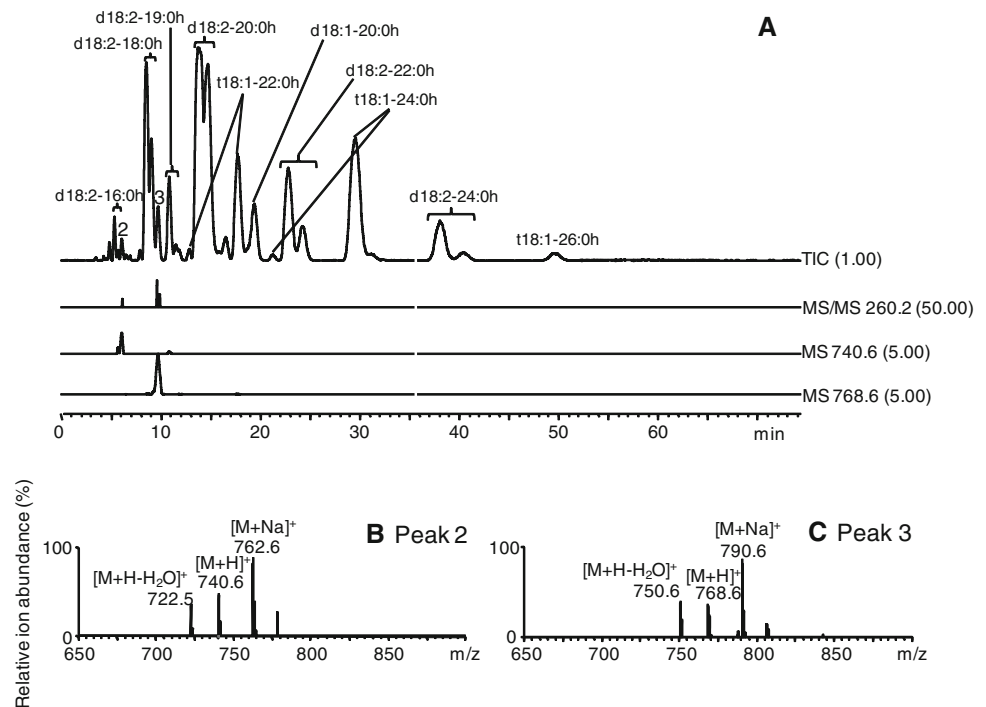 A
d18:2-19:0h
d18:2-20:0h
d18:1-20:0h
d18:2-18:0h
d18:2-22:0h
t18:1-22:0h
t18:1-24:0h
d18:2-16:0h
3
2
d18:2-24:0h
t18:1-26:0h
TIC (1.00)
MS/MS 260.2 (50.00)
MS 740.6 (5.00)
MS 768.6 (5.00)
0 10 20 30 40 50 60 min
Relative ion abundance (%)
B Peak 2
[M+Na]+
762.6
[M+H]+
740.6
[M+H-H2O]+
722.5
100
0
650 700 750 800 850 m/z
C Peak 3
[M+Na]+
790.6
[M+H-H2O]+
750.6
[M+H]+
768.6
100
0
650 700 750 800 850 m/z